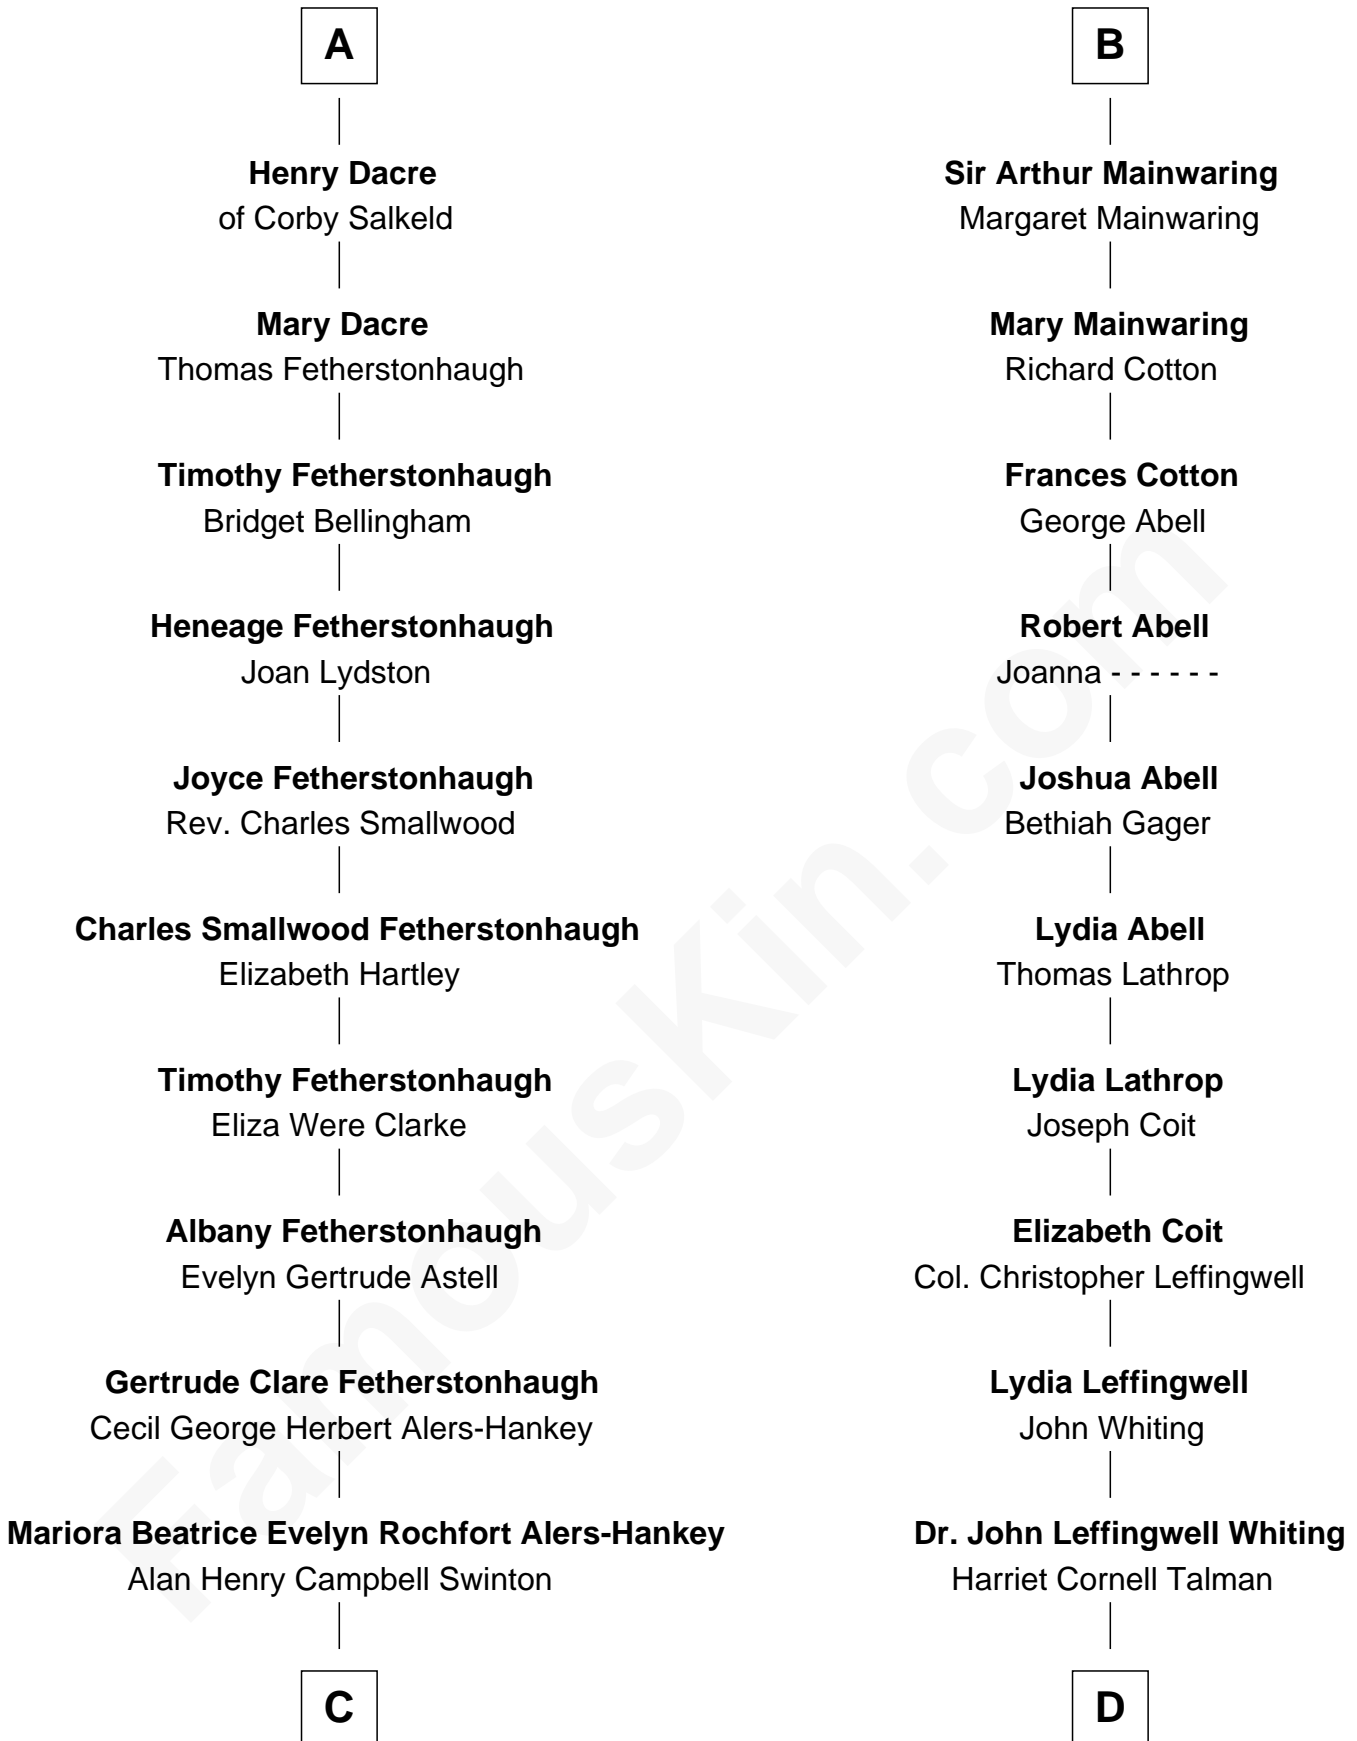 A
Henry Dacre
of Corby Salkeld
Mary Dacre
Thomas Fetherstonhaugh
Timothy Fetherstonhaugh
Bridget Bellingham
Heneage Fetherstonhaugh
Joan Lydston
Joyce Fetherstonhaugh
Rev. Charles Smallwood
Charles Smallwood Fetherstonhaugh
Elizabeth Hartley
Timothy Fetherstonhaugh
Eliza Were Clarke
Albany Fetherstonhaugh
Evelyn Gertrude Astell
Gertrude Clare Fetherstonhaugh
Cecil George Herbert Alers-Hankey
Mariora Beatrice Evelyn Rochfort Alers-Hankey
Alan Henry Campbell Swinton
C
B
Sir Arthur Mainwaring
Margaret Mainwaring
Mary Mainwaring
Richard Cotton
Frances Cotton
George Abell
Robert Abell
Joanna - - - - - -
Joshua Abell
Bethiah Gager
Lydia Abell
Thomas Lathrop
Lydia Lathrop
Joseph Coit
Elizabeth Coit
Col. Christopher Leffingwell
Lydia Leffingwell
John Whiting
Dr. John Leffingwell Whiting
Harriet Cornell Talman
D
FamousKin.com